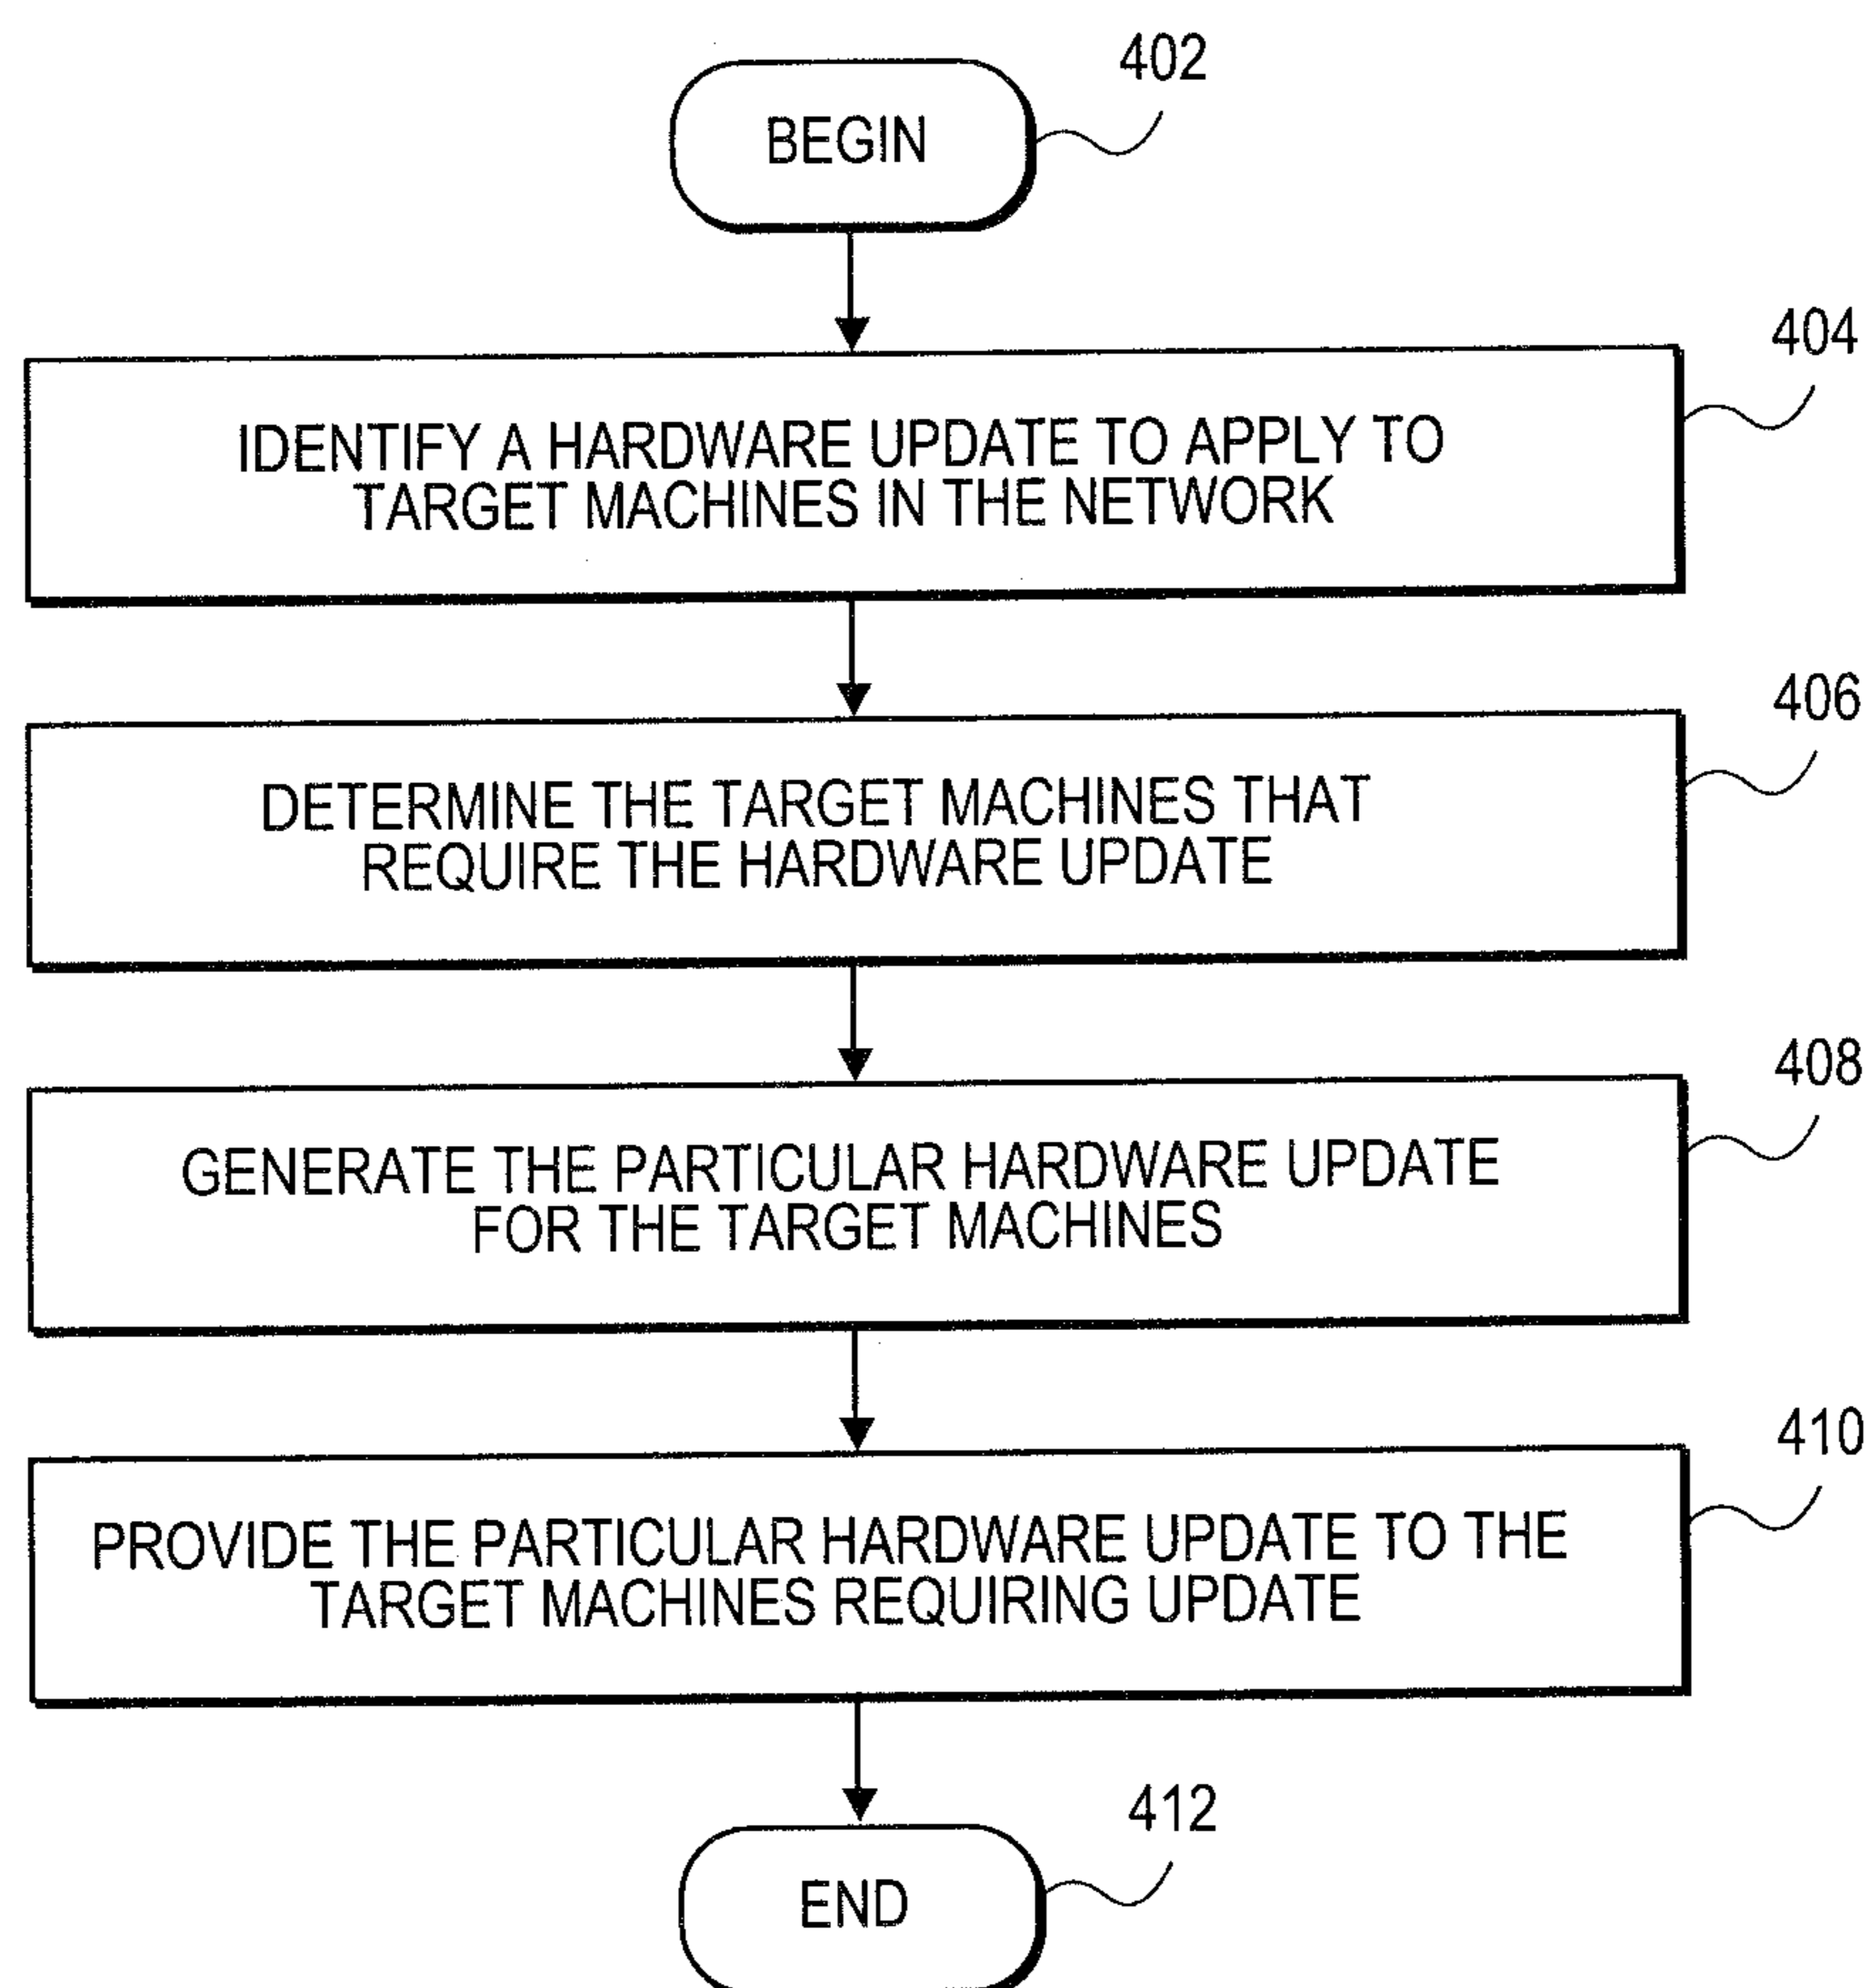 402
BEGIN
404
IDENTIFY A HARDWARE UPDATE TO APPLY TO
TARGET MACHINES IN THE NETWORK
406
DETERMINE THE TARGET MACHINES THAT
REQUIRE THE HARDWARE UPDATE
408
GENERATE THE PARTICULAR HARDWARE UPDATE
FOR THE TARGET MACHINES
410
PROVIDE THE PARTICULAR HARDWARE UPDATE TO THE
TARGET MACHINES REQUIRING UPDATE
412
END